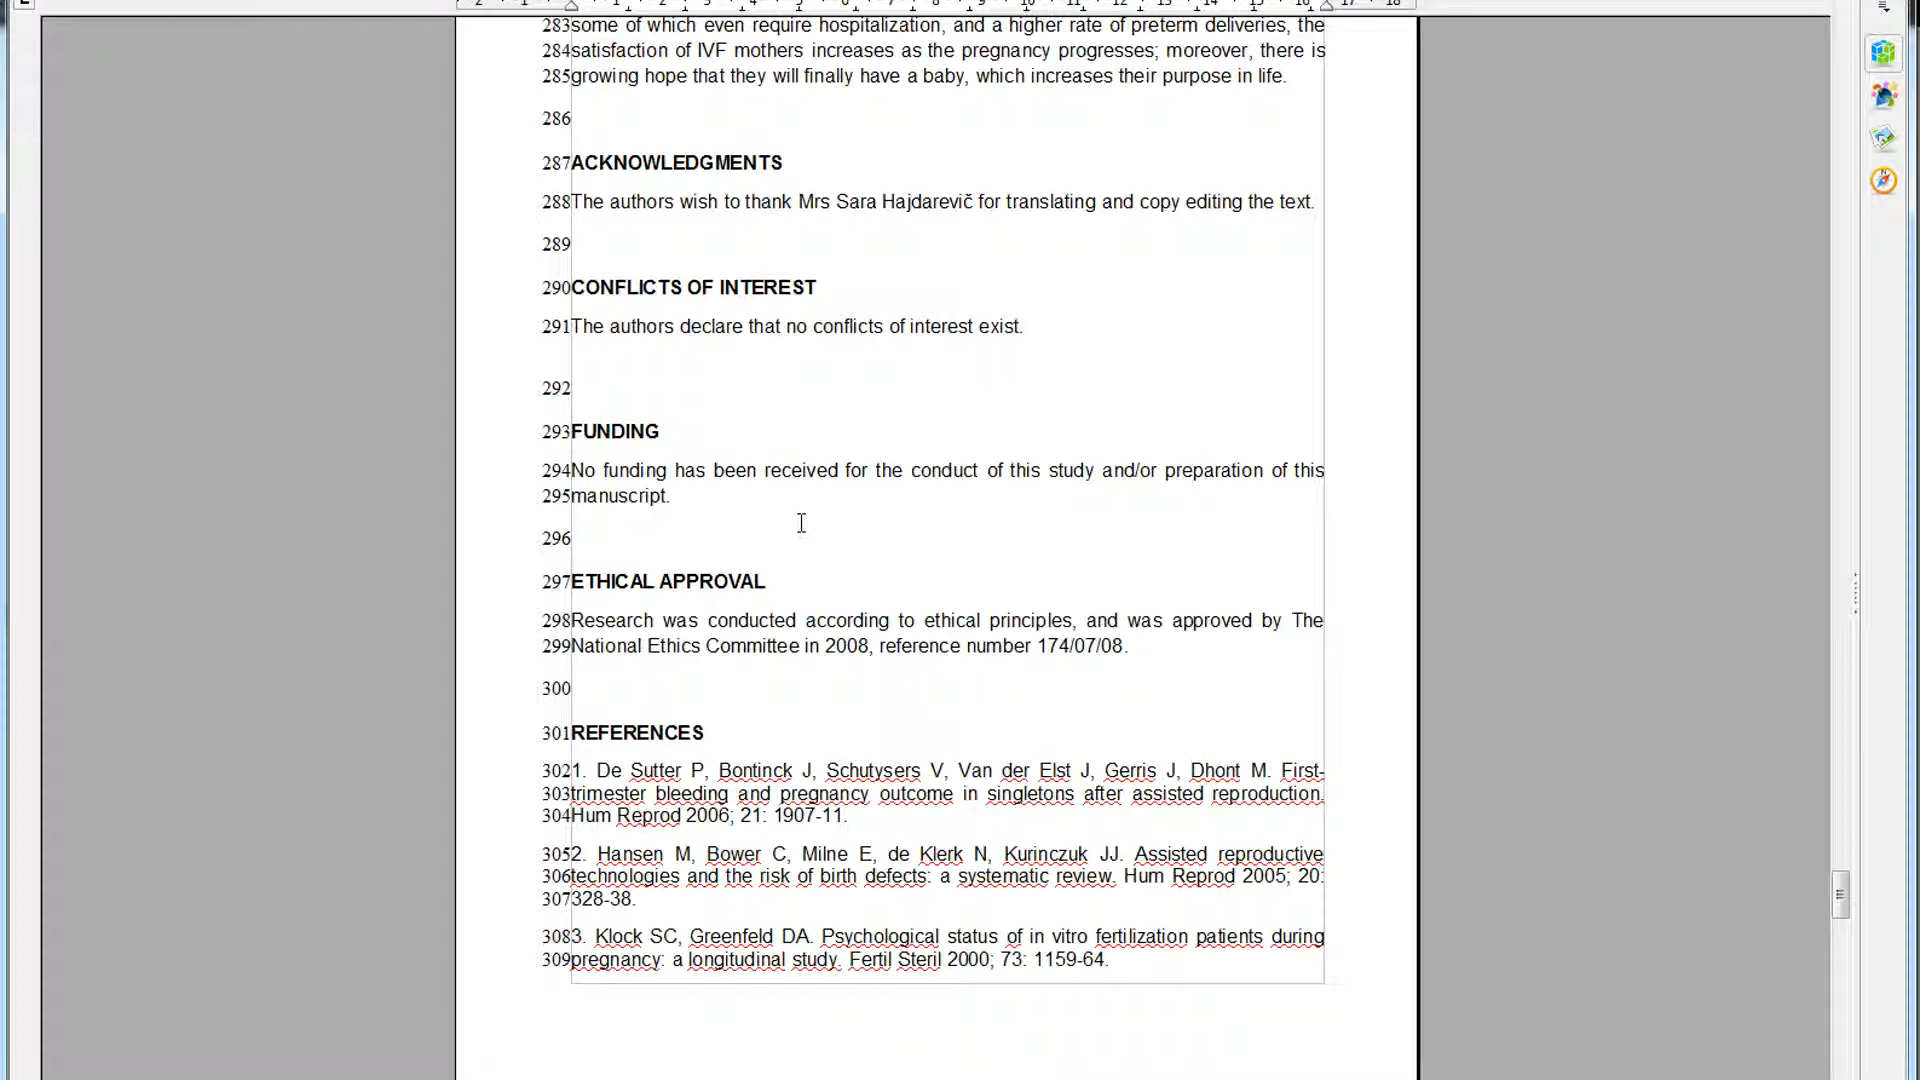 283some of which even require hospitalization, and a higher rate of preterm deliveries, the
284satisfaction of IVF mothers increases as the pregnancy progresses; moreover, there is
285growing hope that they will finally have a baby, which increases their purpose in life.
286
287ACKNOWLEDGMENTS
288The authors wish to thank Mrs Sara Hajdarevič for translating and copy editing the text.
289
290CONFLICTS OF INTEREST
291The authors declare that no conflicts of interest exist.
292
293FUNDING
294No funding has been received for the conduct of this study and/or preparation of this
295manuscript.
296
297ETHICAL APPROVAL
298Research was conducted according to ethical principles, and was approved by The
299National Ethics Committee in 2008, reference number 174/07/08.
300
301REFERENCES
3021. De Sutter P, Bontinck J, Schutysers V, Van der Elst J, Gerris J, Dhont M. First-
303trimester bleeding and pregnancy outcome in singletons after assisted reproduction.
304Hum Reprod 2006; 21: 1907-11.
3052. Hansen M, Bower C, Milne E, de Klerk N, Kurinczuk JJ. Assisted reproductive
306technologies and the risk of birth defects: a systematic review. Hum Reprod 2005; 20:
307328-38.
3083. Klock SC, Greenfeld DA. Psychological status of in vitro fertilization patients during
309pregnancy: a longitudinal study. Fertil Steril 2000; 73: 1159-64.